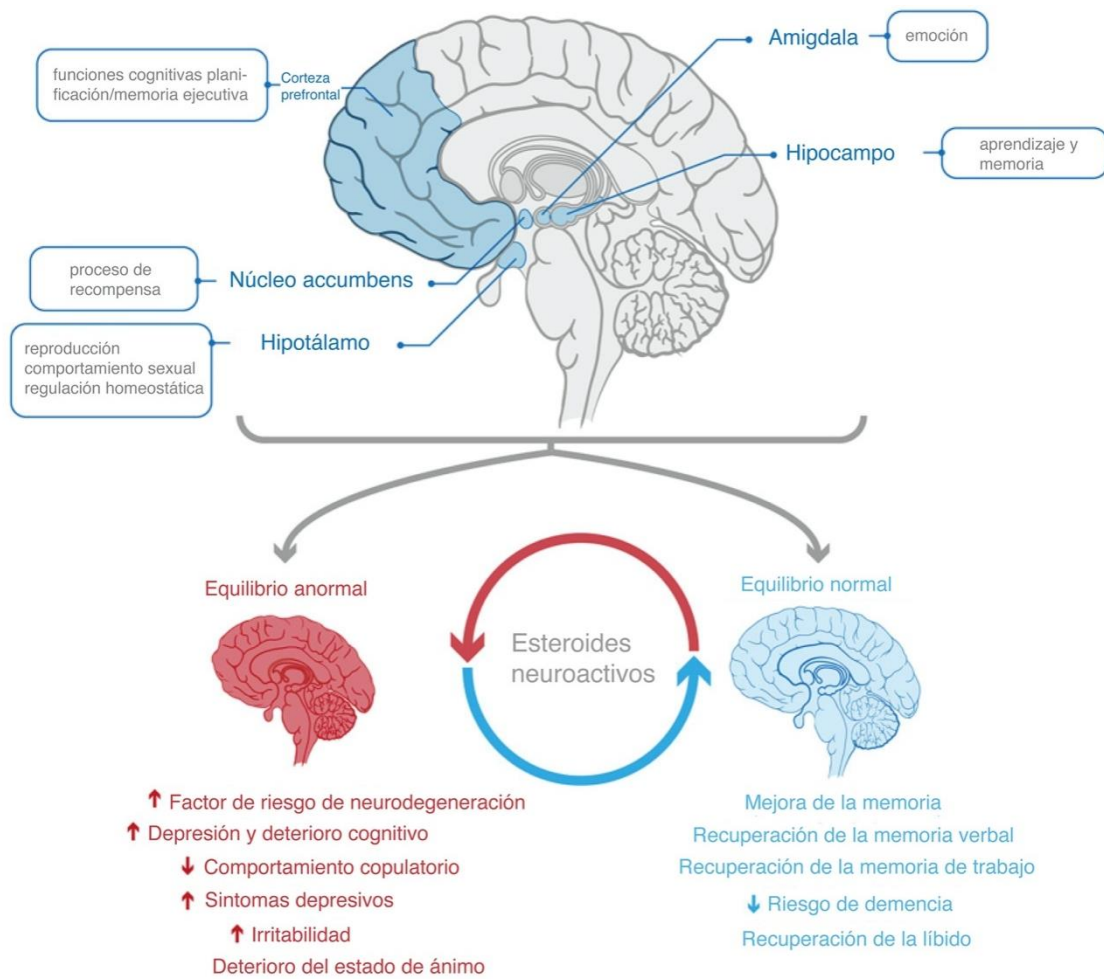 Amigdala
emoción
funciones cognitivas plani-
ficación/memoria ejecutiva
Corteza
prefrontal
Hipocampo
aprendizaje y
memoria
proceso de
recompensa
Núcleo accumbens
Hipotálamo
reproducción
comportamiento sexual
regulación homeostática
Equilibrio anormal
Esteroides
neuroactivos
Equilibrio normal
↑ Factor de riesgo de neurodegeneración
↑ Depresión y deterioro cognitivo
↓ Comportamiento copulatorio
↑ Sintomas depresivos
↑ Irritabilidad
Deterioro del estado de ánimo
Mejora de la memoria
Recuperación de la memoria verbal
Recuperación de la memoria de trabajo
↓ Riesgo de demencia
Recuperación de la líbido